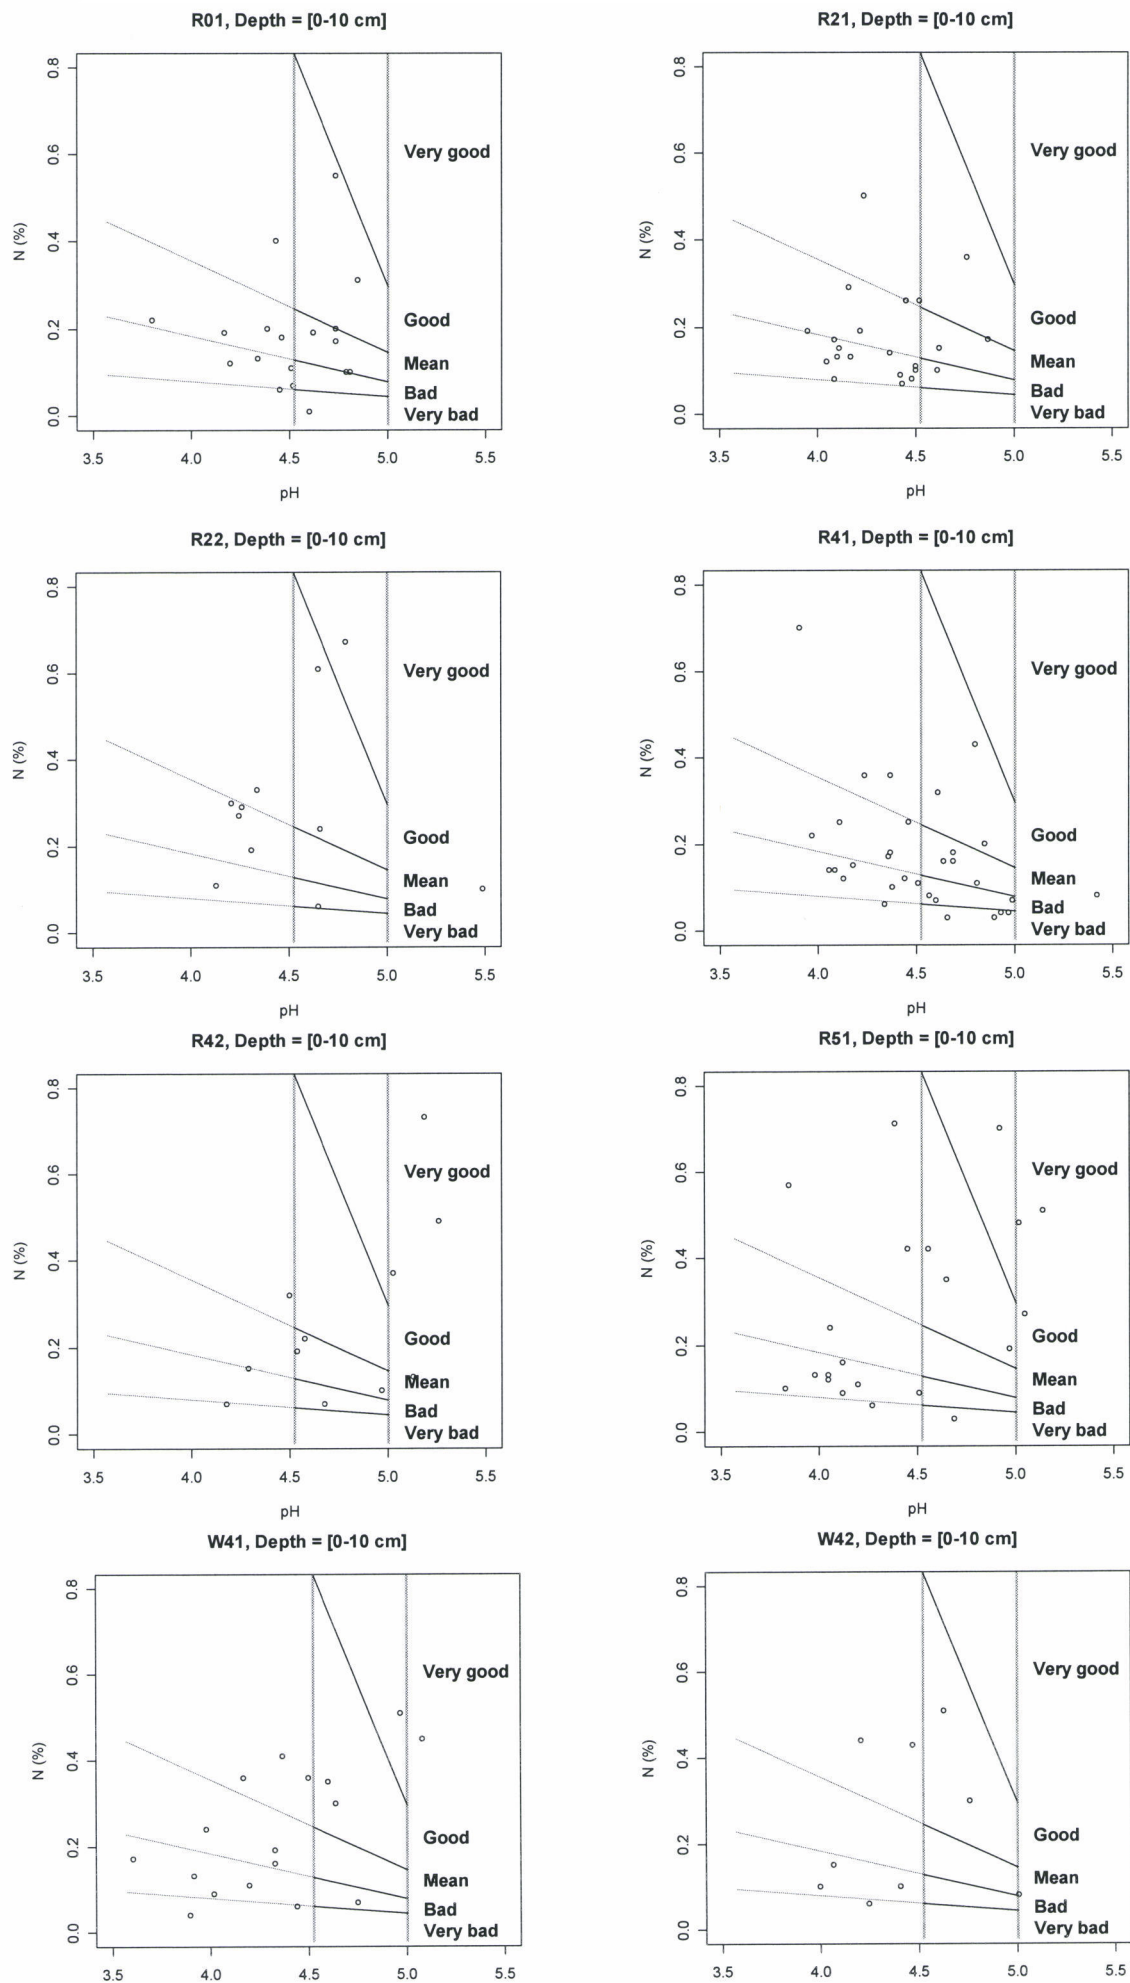 R01, Depth = [0-10 cm]
N (%)
0.8
0.6
0.4
0.2
0.0
Very good
Good
Mean
Bad
Very bad
3.5 4.0 4.5 5.0 5.5
pH
R21, Depth = [0-10 cm]
N (%)
0.8
0.6
0.4
0.2
0.0
Very good
Good
Mean
Bad
Very bad
3.5 4.0 4.5 5.0 5.5
pH
R22, Depth = [0-10 cm]
N (%)
0.8
0.6
0.4
0.2
0.0
Very good
Good
Mean
Bad
Very bad
3.5 4.0 4.5 5.0 5.5
pH
R41, Depth = [0-10 cm]
N (%)
0.8
0.6
0.4
0.2
0.0
Very good
Good
Mean
Bad
Very bad
3.5 4.0 4.5 5.0 5.5
pH
R42, Depth = [0-10 cm]
N (%)
0.8
0.6
0.4
0.2
0.0
Very good
Good
Mean
Bad
Very bad
3.5 4.0 4.5 5.0 5.5
pH
R51, Depth = [0-10 cm]
N (%)
0.8
0.6
0.4
0.2
0.0
Very good
Good
Mean
Bad
Very bad
3.5 4.0 4.5 5.0 5.5
pH
W41, Depth = [0-10 cm]
N (%)
0.8
0.6
0.4
0.2
0.0
Very good
Good
Mean
Bad
Very bad
3.5 4.0 4.5 5.0 5.5
W42, Depth = [0-10 cm]
N (%)
0.8
0.6
0.4
0.2
0.0
Very good
Good
Mean
Bad
Very bad
3.5 4.0 4.5 5.0 5.5